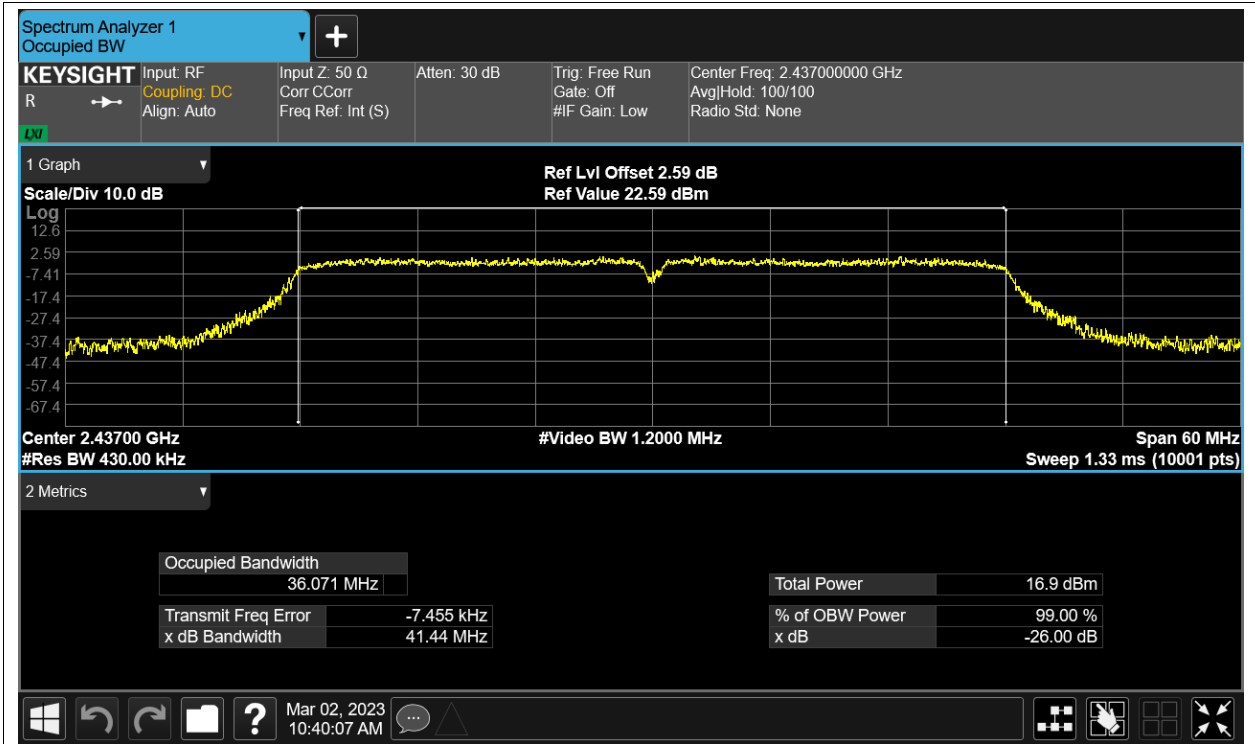 Spectrum Analyzer 1
Occupied BW
KEYSIGHT
R
LXI
Input: RF
Coupling: DC
Align: Auto
Input Z: 50 Ω
Corr CCorr
Freq Ref: Int (S)
Atten: 30 dB
Trig: Free Run
Gate: Off
#IF Gain: Low
Center Freq: 2.437000000 GHz
Avg|Hold: 100/100
Radio Std: None
1 Graph
Scale/Div 10.0 dB
Ref Lvl Offset 2.59 dB
Ref Value 22.59 dBm
Log
12.6
2.59
-7.41
-17.4
-27.4
-37.4
-47.4
-57.4
-67.4
Center 2.43700 GHz
#Video BW 1.2000 MHz
Span 60 MHz
#Res BW 430.00 kHz
Sweep 1.33 ms (10001 pts)
2 Metrics
Occupied Bandwidth
36.071 MHz
Transmit Freq Error -7.455 kHz
x dB Bandwidth 41.44 MHz
Total Power 16.9 dBm
% of OBW Power 99.00 %
x dB -26.00 dB
?
Mar 02, 2023
10:40:07 AM